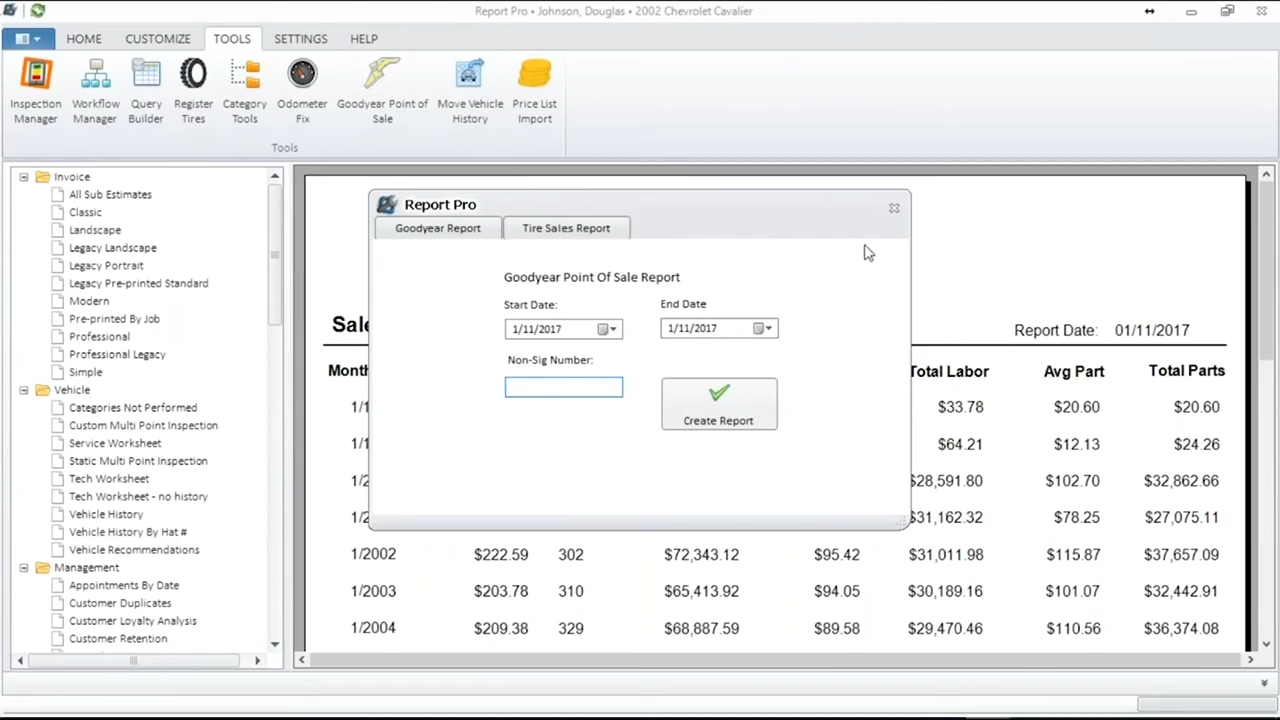 Report Pro • Johnson, Douglas • 2002 Chevrolet Cavalier
HOME CUSTOMIZE TOOLS SETTINGS HELP
Inspection Manager
Workflow Manager
Query Builder
Register Tires
Category Tools
Odometer Fix
Goodyear Point of Sale
Move Vehicle History
Price List Import
Tools
Invoice
All Sub Estimates
Classic
Landscape
Legacy Landscape
Legacy Portrait
Legacy Pre-printed Standard
Modern
Pre-printed By Job
Professional
Professional Legacy
Simple
Vehicle
Categories Not Performed
Custom Multi Point Inspection
Service Worksheet
Static Multi Point Inspection
Tech Worksheet
Tech Worksheet - no history
Vehicle History
Vehicle History By Hat #
Vehicle Recommendations
Management
Appointments By Date
Customer Duplicates
Customer Loyalty Analysis
Customer Retention
Report Pro
Goodyear Report Tire Sales Report
Goodyear Point Of Sale Report
Start Date: End Date
1/11/2017 1/11/2017
Non-Sig Number:
Create Report
Report Date: 01/11/2017
Month Total Labor Avg Part Total Parts
$33.78 $20.60 $20.60
$64.21 $12.13 $24.26
$28,591.80 $102.70 $32,862.66
$31,162.32 $78.25 $27,075.11
1/2002 $222.59 302 $72,343.12 $95.42 $31,011.98 $115.87 $37,657.09
1/2003 $203.78 310 $65,413.92 $94.05 $30,189.16 $101.07 $32,442.91
1/2004 $209.38 329 $68,887.59 $89.58 $29,470.46 $110.56 $36,374.08